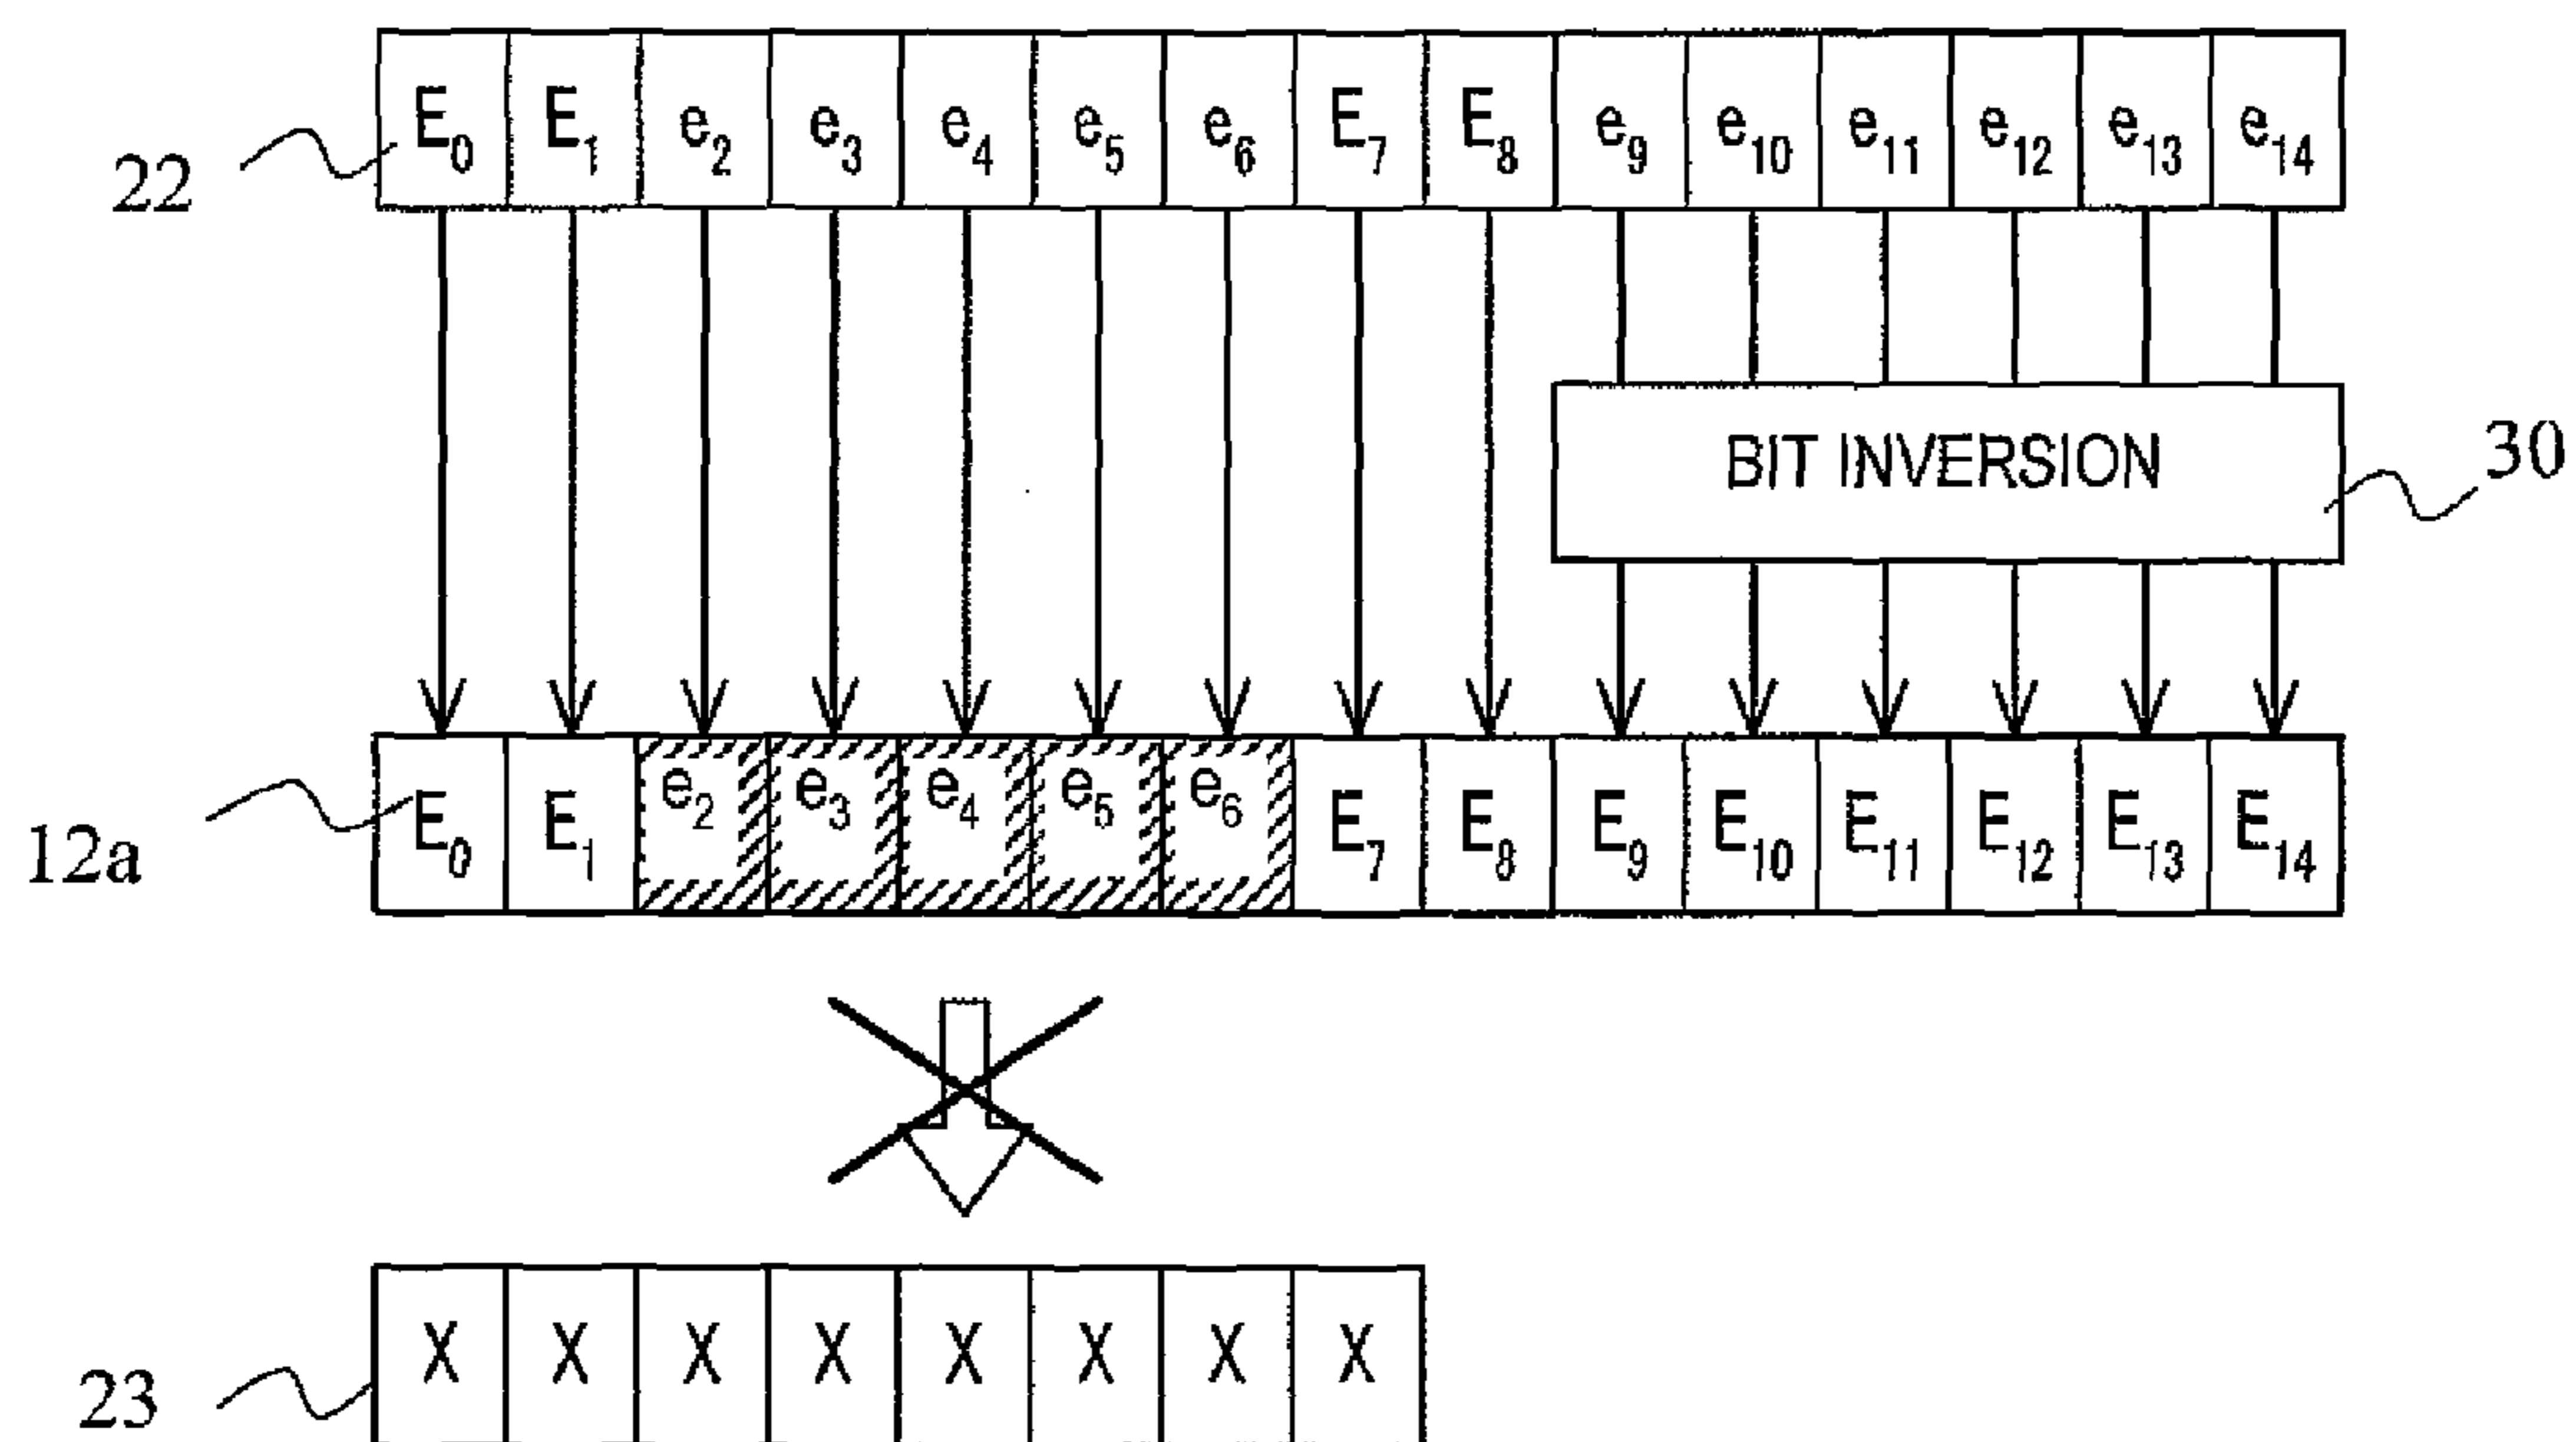 E₀ E₁ e₂ e₃ e₄ e₅ e₆ E₇ E₈ e₉ e₁₀ e₁₁ e₁₂ e₁₃ e₁₄
22
BIT INVERSION
30
E₀ E₁ e₂ e₃ e₄ e₅ e₆ E₇ E₈ E₉ E₁₀ E₁₁ E₁₂ E₁₃ E₁₄
12a
X X X X X X X X
23